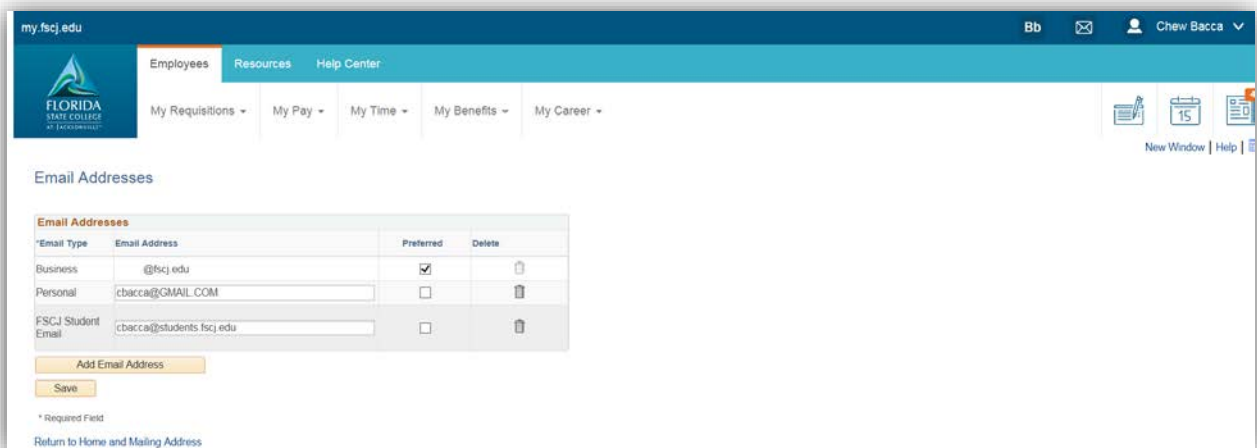 my.fscj.edu
Bb
Chew Bacca
Employees Resources Help Center
FLORIDA
STATE COLLEGE
AT JACKSONVILLE
My Requisitions My Pay My Time My Benefits My Career
15
New Window | Help |
Email Addresses
Email Addresses
*Email Type Email Address Preferred Delete
Business @fscj.edu
Personal cbacca@GMAIL.COM
FSCJ Student
Email cbacca@students.fscj.edu
Add Email Address
Save
* Required Field
Return to Home and Mailing Address